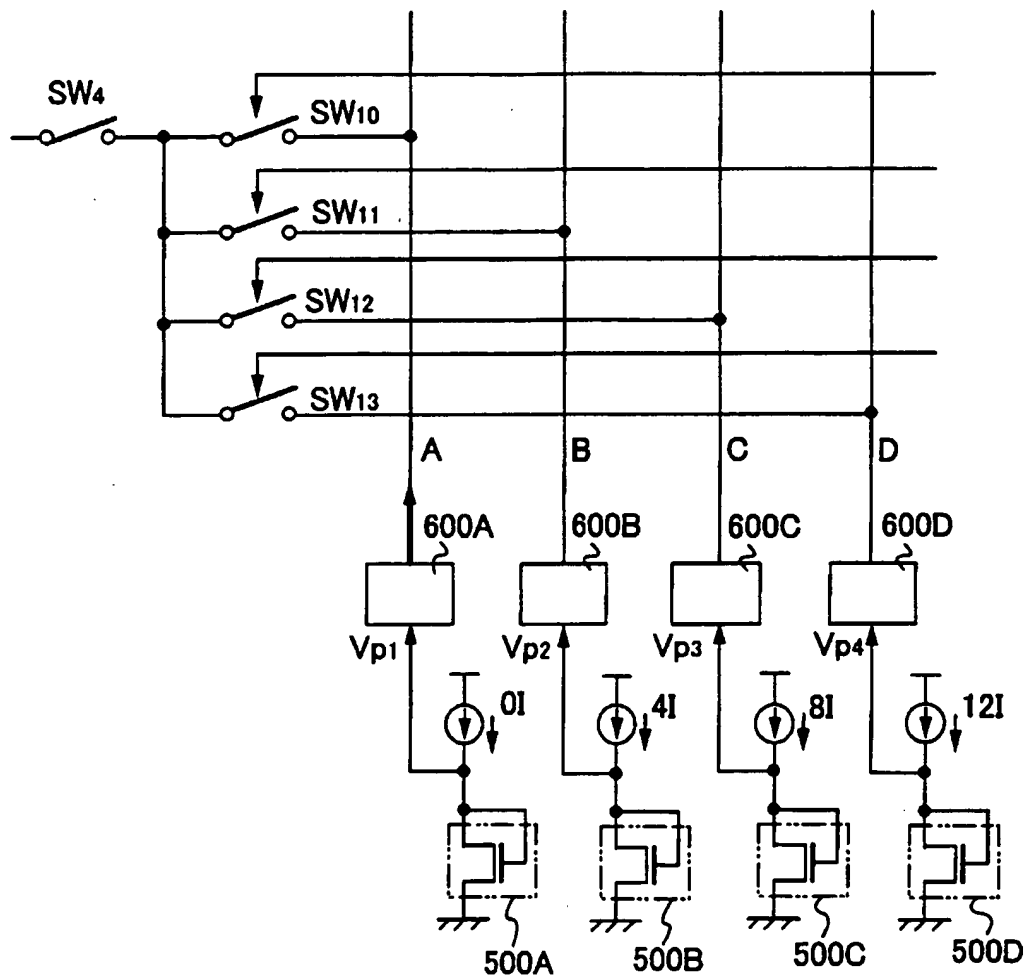 SW4
SW10
SW11
SW12
SW13
A B C D
600A 600B 600C 600D
Vp1 Vp2 Vp3 Vp4
0I 4I 8I 12I
500A 500B 500C 500D